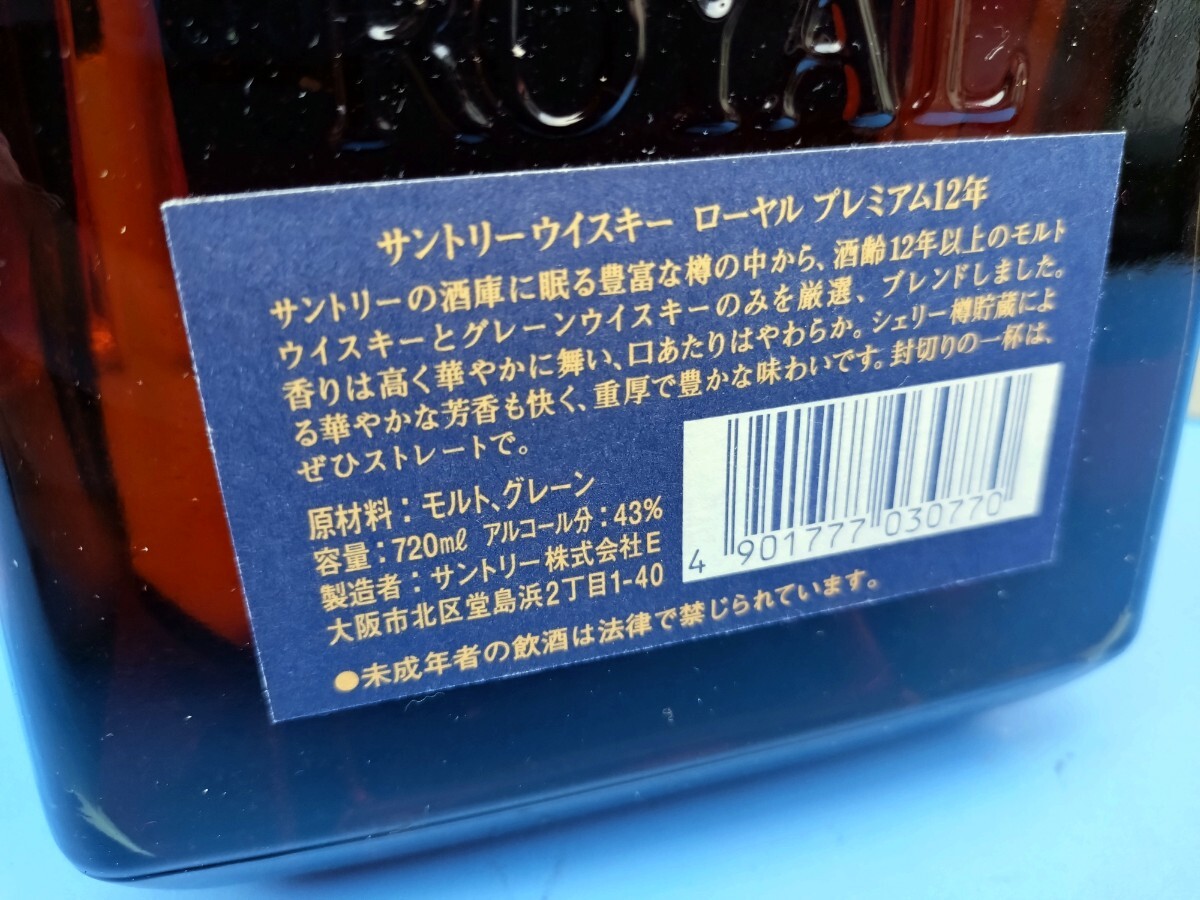 ROYAL
サントリーウイスキー ローヤル プレミアム12年
サントリーの酒庫に眠る豊富な樽の中から、酒齢12年以上のモルト
ウイスキーとグレーンウイスキーのみを厳選、ブレンドしました。
香りは高く華やかに舞い、口あたりはやわらか。シェリー樽貯蔵によ
る華やかな芳香も快く、重厚で豊かな味わいです。封切りの一杯は、
ぜひストレートで。
原材料：モルト、グレーン
容量：720㎖ アルコール分：43%
製造者：サントリー株式会社E
大阪市北区堂島浜2丁目1-40
●未成年者の飲酒は法律で禁じられています。
4 901777 030770